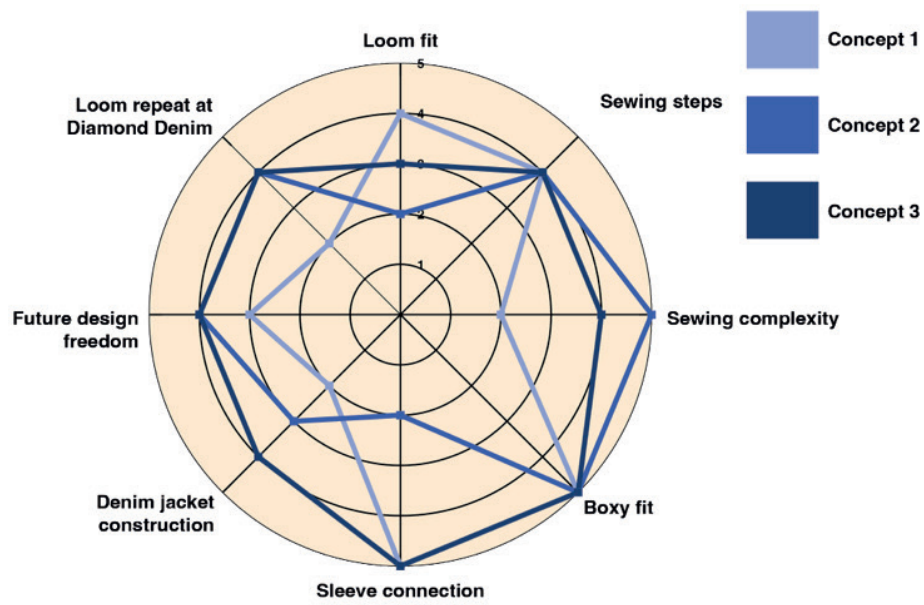 Loom fit
5
4
3
2
1
Loom repeat at
Diamond Denim
Sewing steps
Future design
freedom
Sewing complexity
Denim jacket
construction
Boxy fit
Sleeve connection
Concept 1
Concept 2
Concept 3